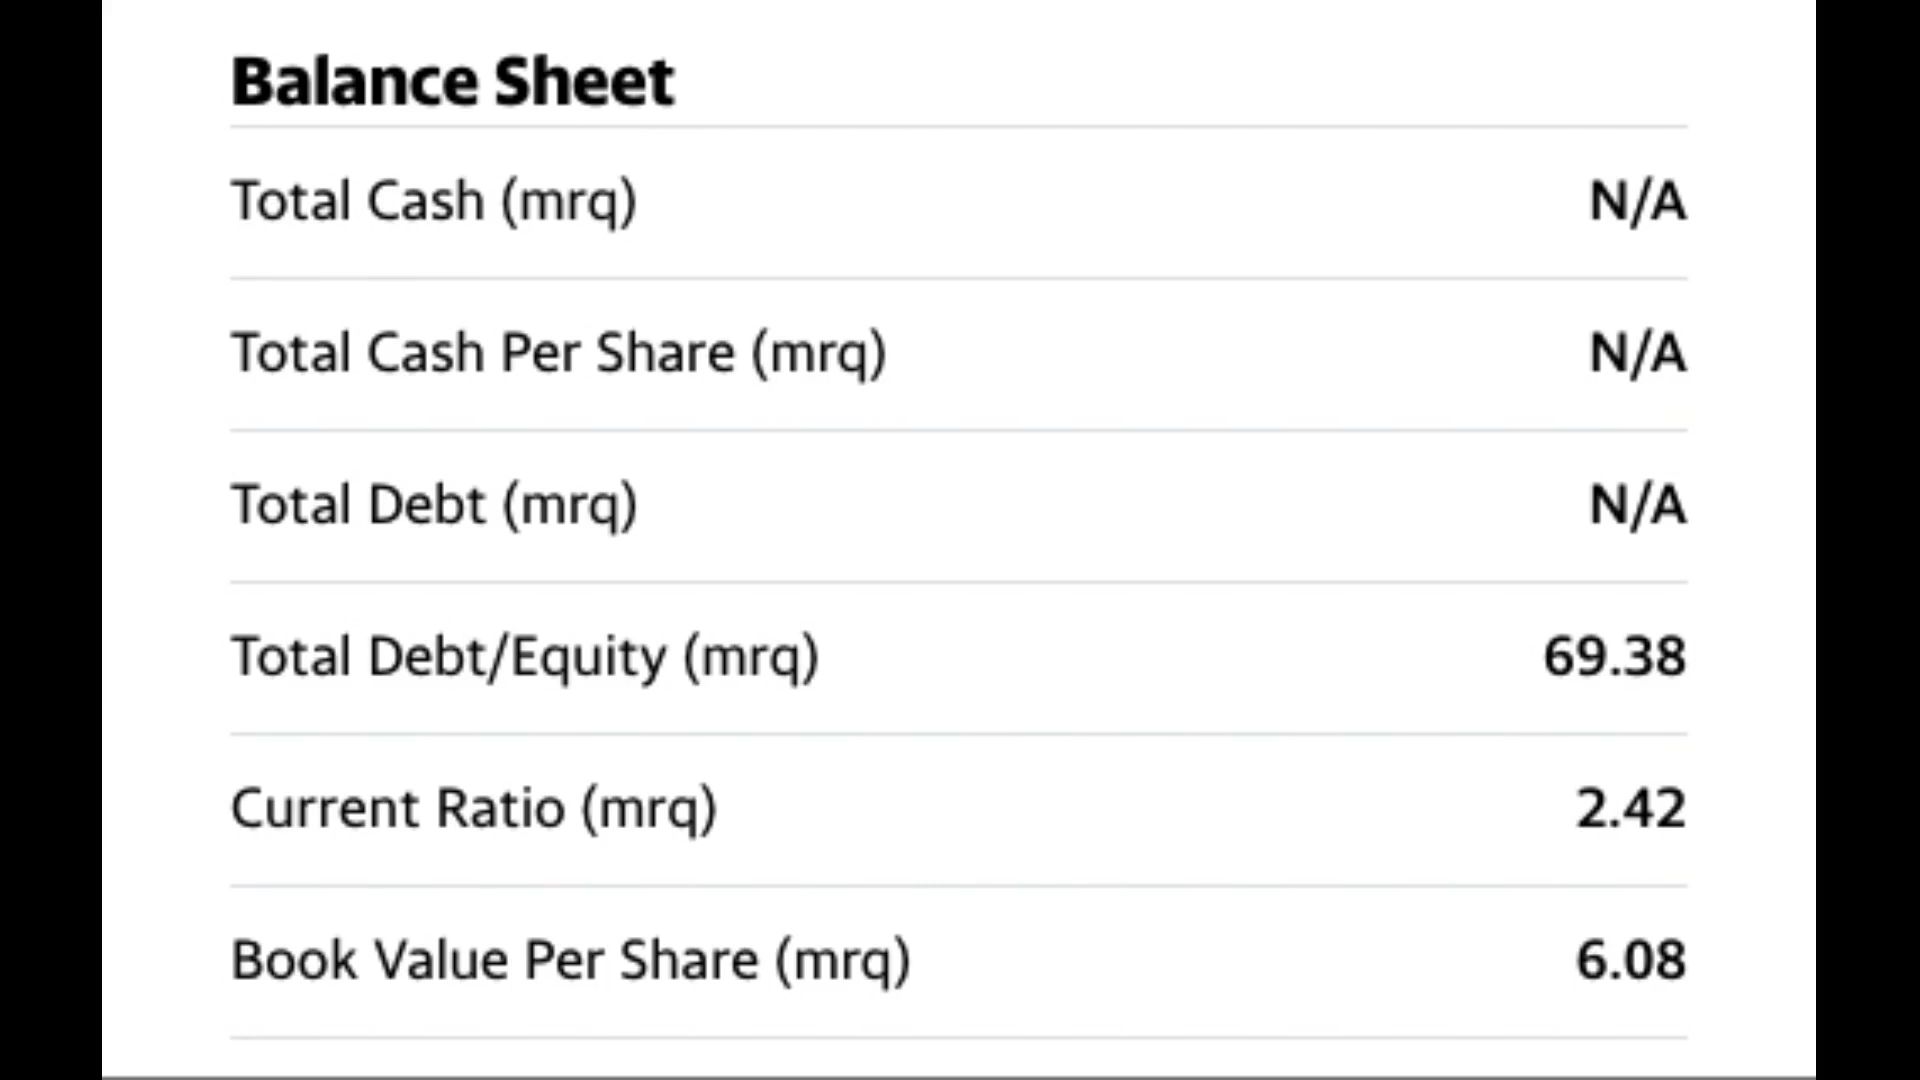 Balance Sheet
Total Cash (mrq) N/A
Total Cash Per Share (mrq) N/A
Total Debt (mrq) N/A
Total Debt/Equity (mrq) 69.38
Current Ratio (mrq) 2.42
Book Value Per Share (mrq) 6.08